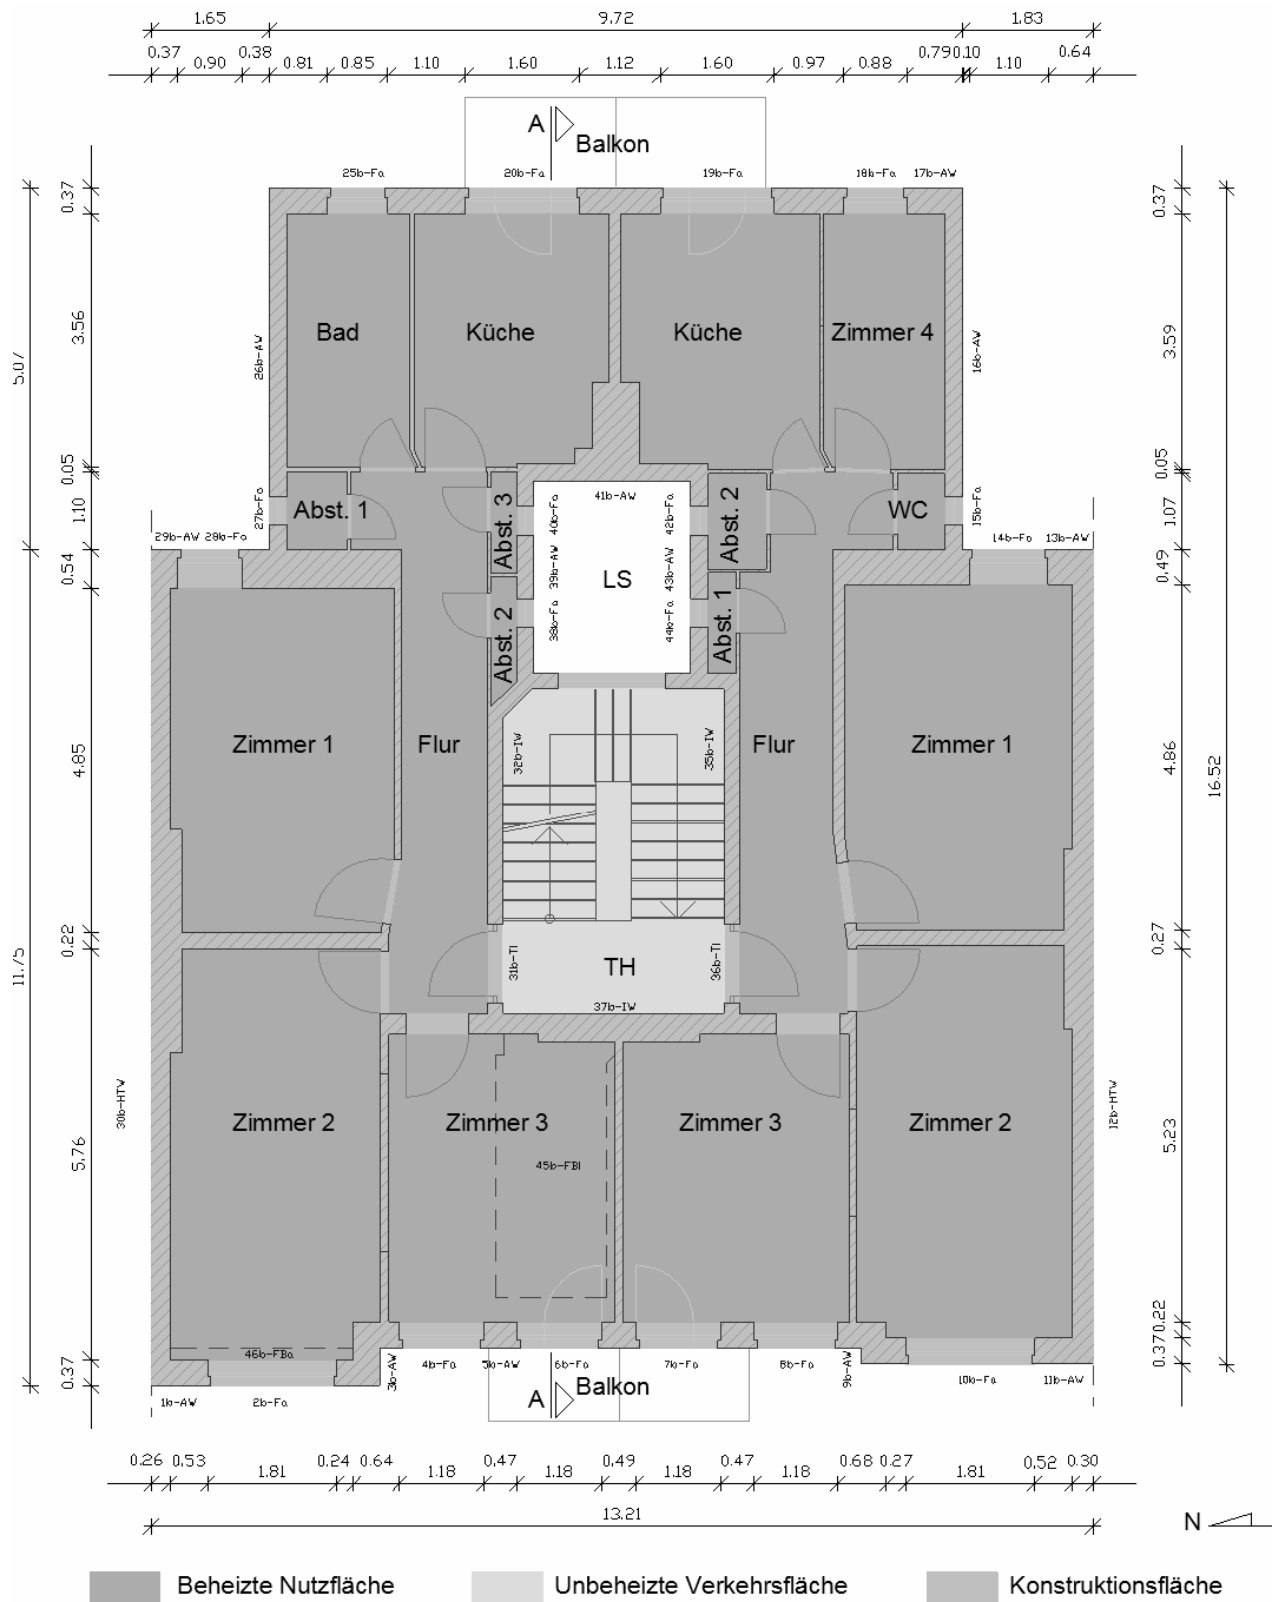 1.65 9.72 1.83
0.37 0.90 0.38 0.81 0.85 1.10 1.60 1.12 1.60 0.97 0.88 0.79 0.10 1.10 0.64
A
Balkon
25b-Fa 20b-Fa 19b-Fa 18b-Fa 17b-AW
0.37 0.37
Bad Küche Küche Zimmer 4
3.56 26b-AW 16b-AW 3.59
5.07
0.05 0.05
1.10 27b-Fa Abst. 1 Abst. 3 40b-Fa 41b-AW 42b-Fa Abst. 2 WC 15b-Fa 1.07
29b-AW 28b-Fa 14b-Fa 13b-AW
0.54 39b-AW LS 43b-AW 0.49
Abst. 2 38b-Fa 44b-Fa Abst. 1
4.85 Zimmer 1 Flur 32b-IW 35b-IW Flur Zimmer 1 4.86
16.52
0.22 0.27
11.75 31b-TI TH 36b-TI
37b-IW
30b-HTW 12b-HTW
5.76 Zimmer 2 Zimmer 3 Zimmer 3 Zimmer 2 5.23
45b-FBI
0.22
46b-FBa
0.37 0.37
3b-AW 4b-Fa 5b-AW 6b-Fa 7b-Fa 8b-Fa 9b-AW
1b-AW 2b-Fa 10b-Fa 11b-AW
A
Balkon
0.26 0.53 1.81 0.24 0.64 1.18 0.47 1.18 0.49 1.18 0.47 1.18 0.68 0.27 1.81 0.52 0.30
13.21
N
Beheizte Nutzfläche Unbeheizte Verkehrsfläche Konstruktionsfläche